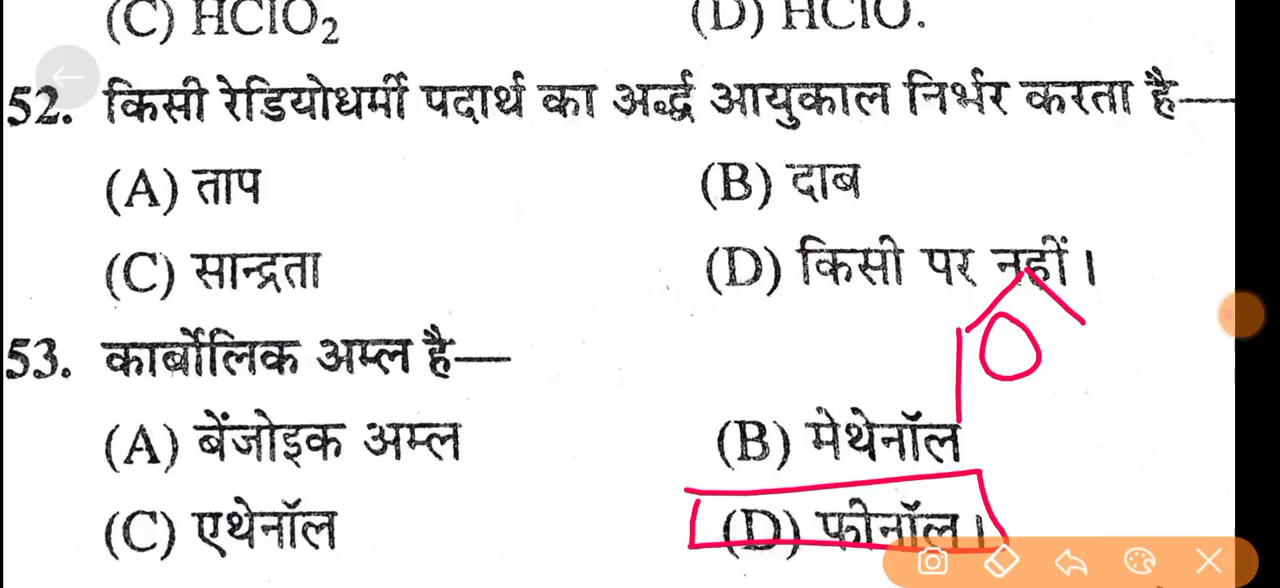 (C) HClO₂ (D) HClO.
52. किसी रेडियोधर्मी पदार्थ का अर्द्ध आयुकाल निर्भर करता है—
(A) ताप (B) दाब
(C) सान्द्रता (D) किसी पर नहीं।
53. कार्बोलिक अम्ल है—
(A) बेंजोइक अम्ल (B) मेथेनॉल
(C) एथेनॉल (D) फीनॉल।